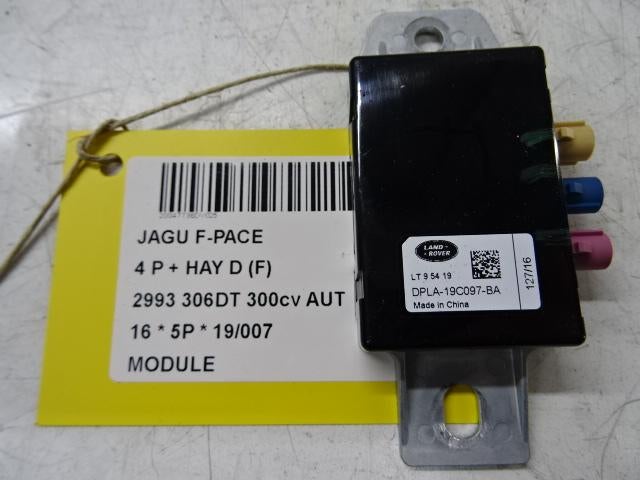 JAGU F-PACE
4 P + HAY D (F)
2993 306DT 300cv AUT
16 * 5P * 19/007
MODULE
LAND-
ROVER
LT 9 54 19
DPLA-19C097-BA
Made in China
127/16